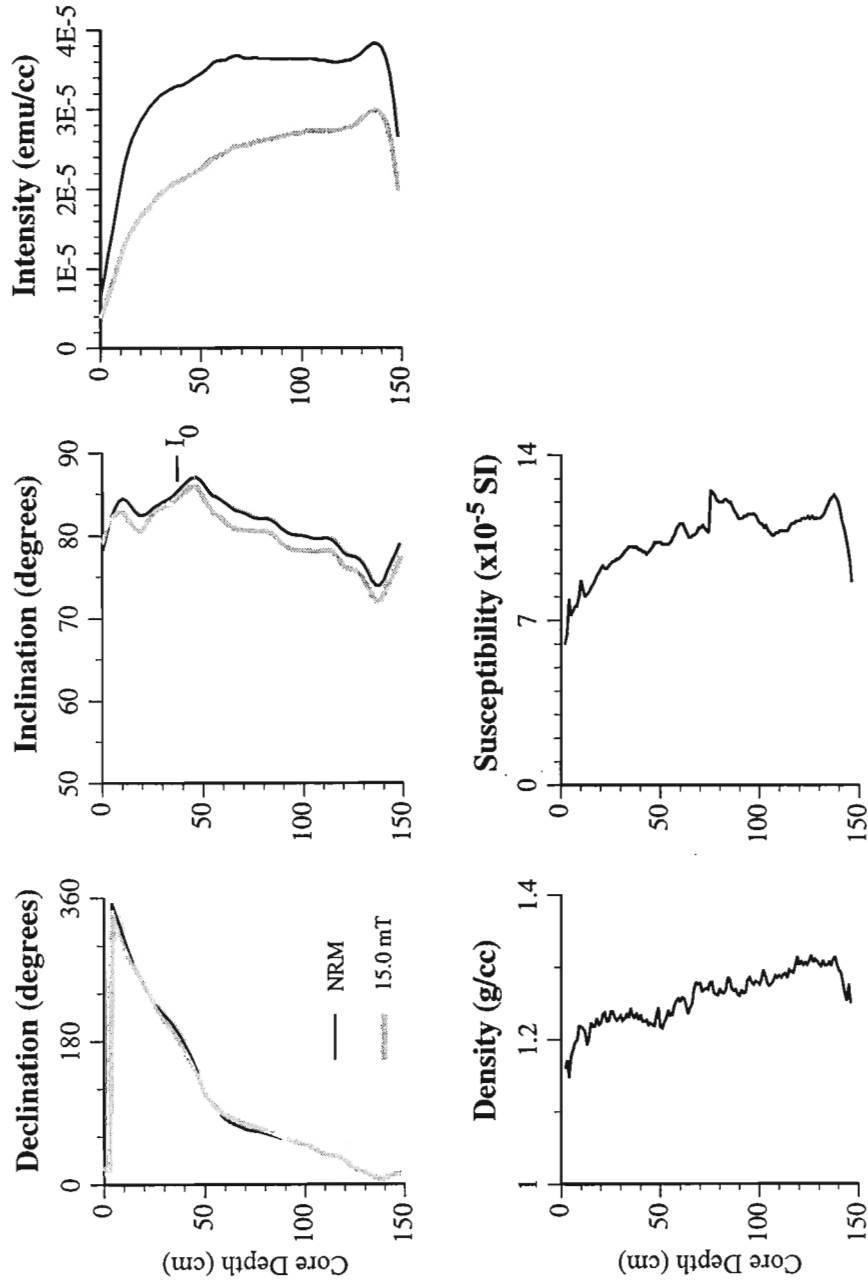 Declination (degrees)
0 180 360
Core Depth (cm)
0
50
100
150
NRM
15.0 mT
Inclination (degrees)
50 60 70 80 90
0
50
100
150
I0
Intensity (emu/cc)
0 1E-5 2E-5 3E-5 4E-5
0
50
100
150
Density (g/cc)
1 1.2 1.4
Core Depth (cm)
0
50
100
150
Susceptibility (x10-5 SI)
0 7 14
0
50
100
150